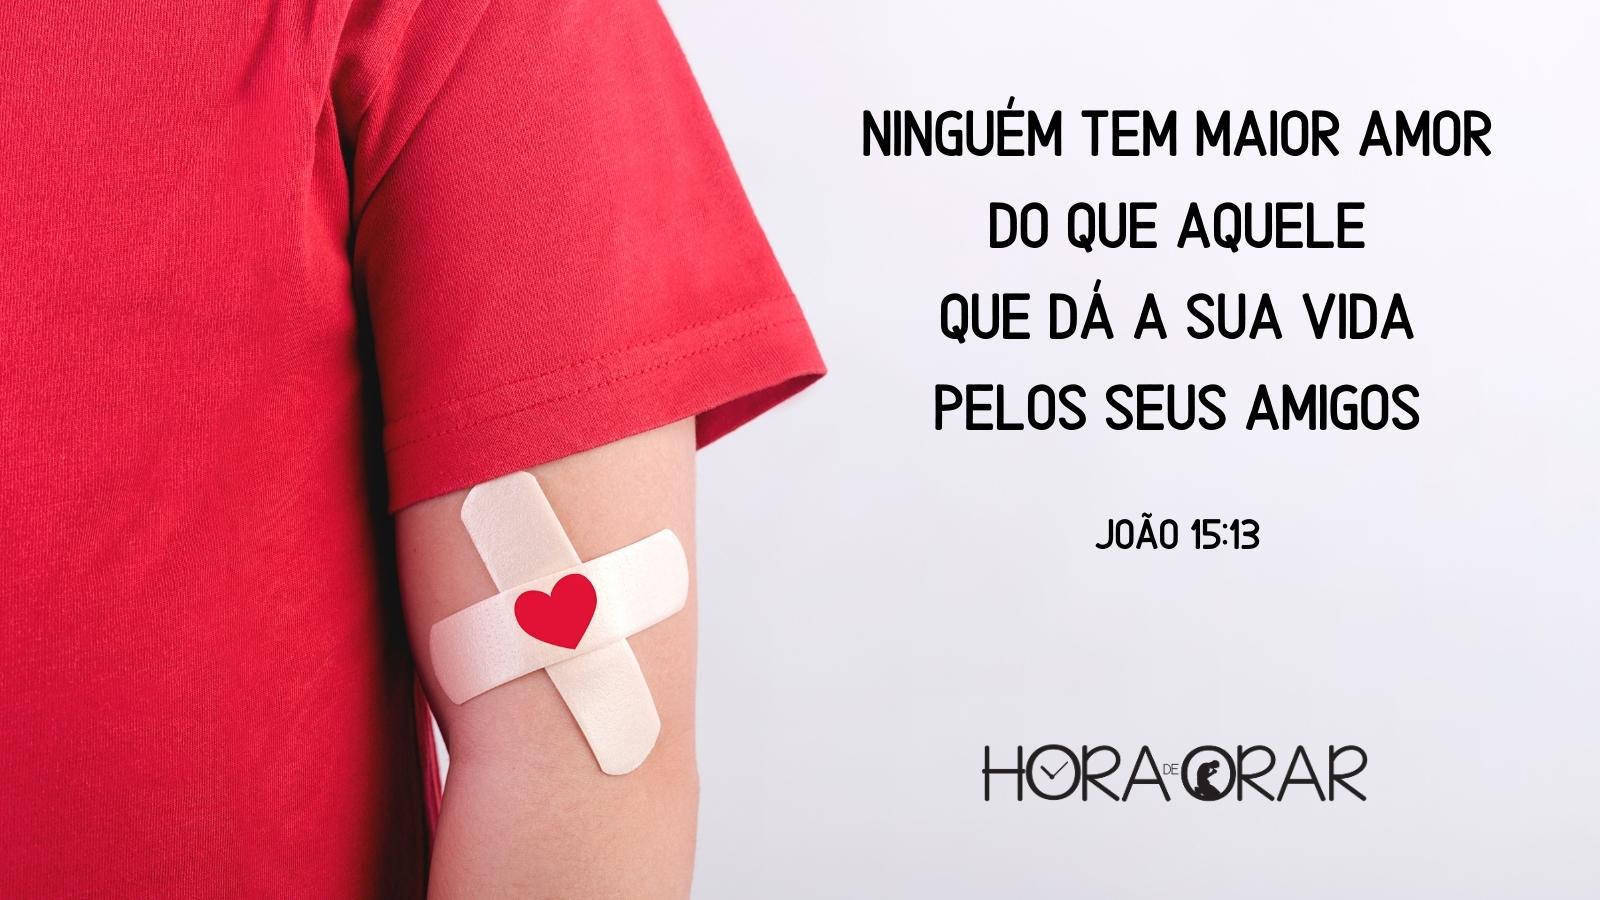 NINGUÉM TEM MAIOR AMOR
DO QUE AQUELE
QUE DÁ A SUA VIDA
PELOS SEUS AMIGOS
JOÃO 15:13
HORA DE ORAR